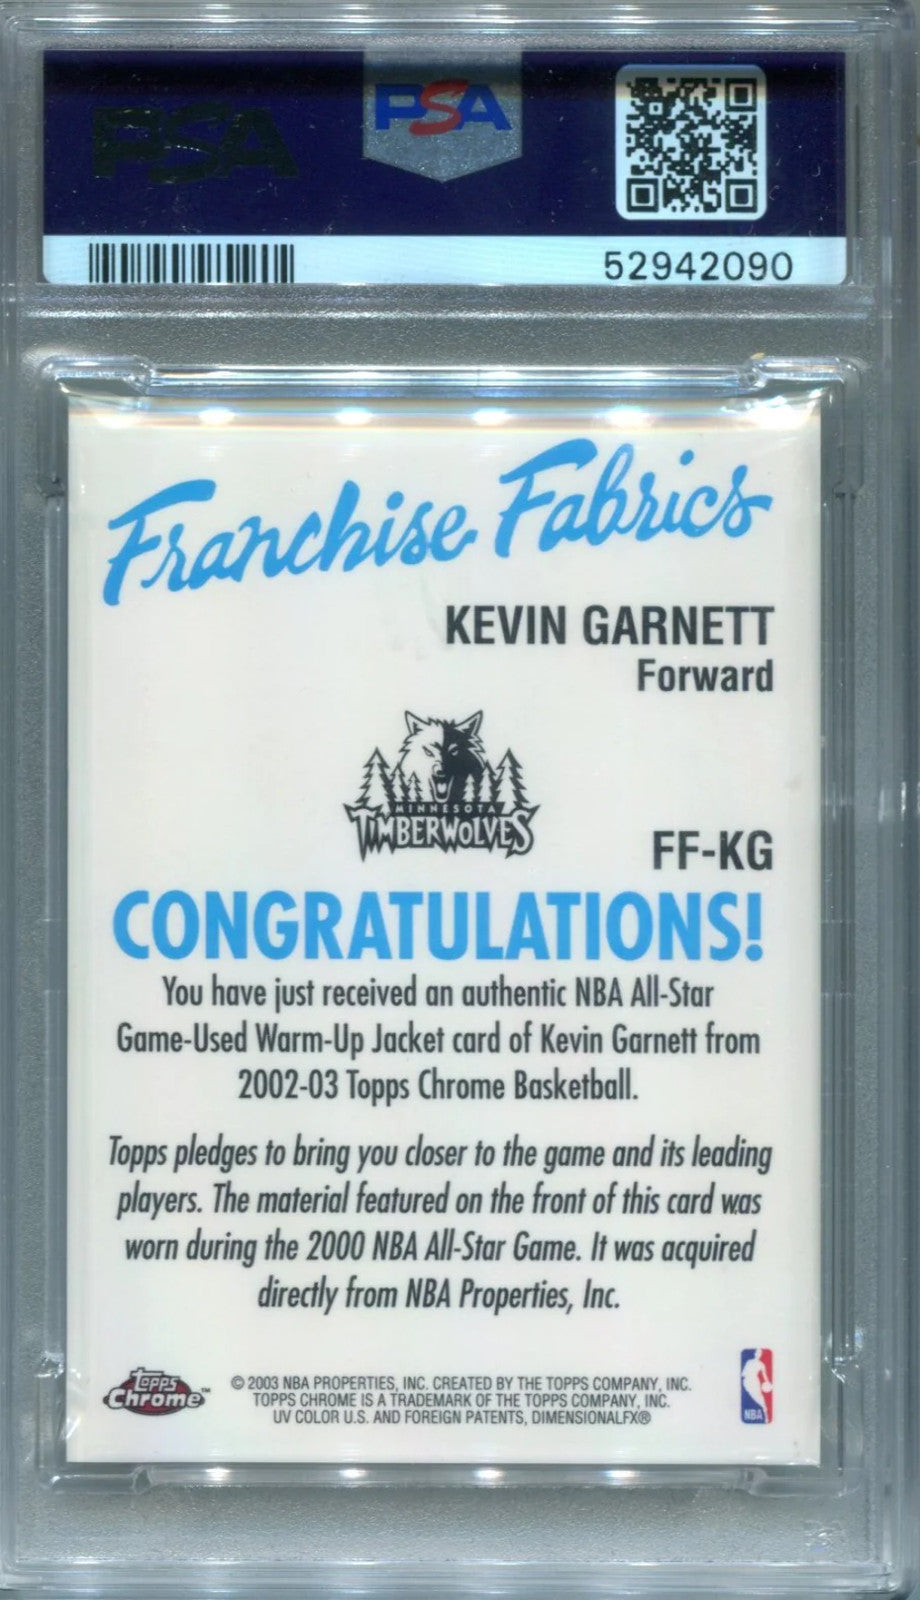 PSA
PSA
52942090
Franchise Fabrics
KEVIN GARNETT
Forward
MINNESOTA
TIMBERWOLVES
FF-KG
CONGRATULATIONS!
You have just received an authentic NBA All-Star
Game-Used Warm-Up Jacket card of Kevin Garnett from
2002-03 Topps Chrome Basketball.
Topps pledges to bring you closer to the game and its leading
players. The material featured on the front of this card was
worn during the 2000 NBA All-Star Game. It was acquired
directly from NBA Properties, Inc.
Topps
Chrome™
© 2003 NBA PROPERTIES, INC. CREATED BY THE TOPPS COMPANY, INC.
TOPPS CHROME IS A TRADEMARK OF THE TOPPS COMPANY, INC.
UV COLOR U.S. AND FOREIGN PATENTS, DIMENSIONALFX®
NBA